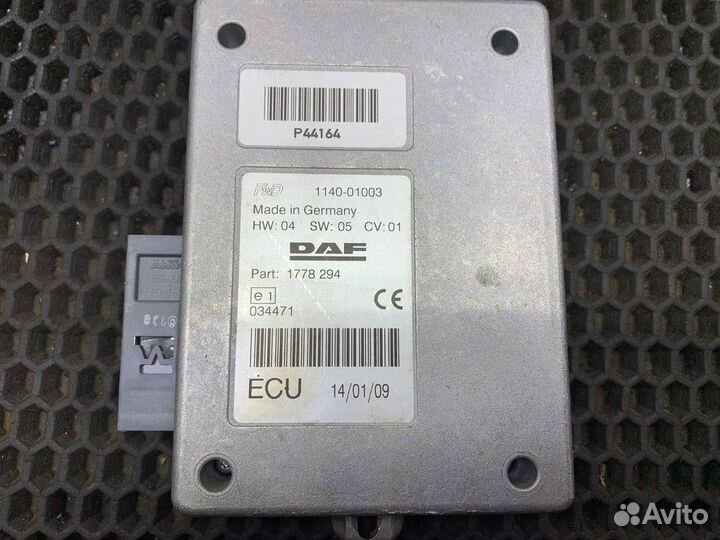 P44164
FWD 1140-01003
Made in Germany
HW: 04 SW: 05 CV: 01
DAF
Part: 1778 294
e1
CE
034471
ECU 14/01/09
Avito